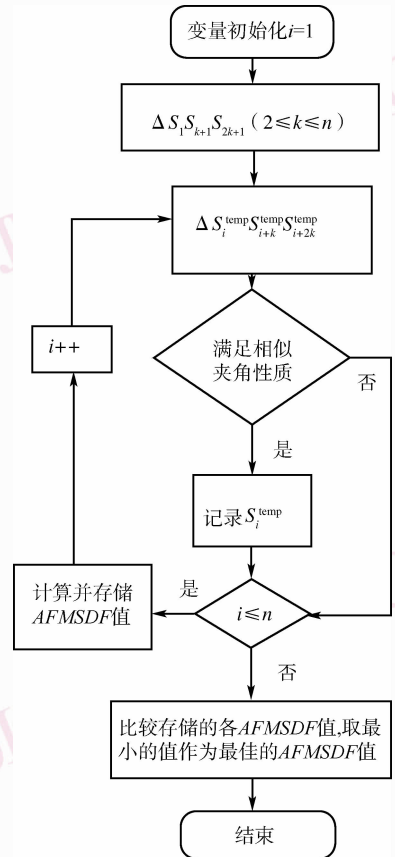 变量初始化i=1
ΔS₁Sₖ₊₁S₂ₖ₊₁（2≤k≤n）
ΔSᵢᵗᵉᵐᵖSᵢ₊ₖᵗᵉᵐᵖSᵢ₊₂ₖᵗᵉᵐᵖ
i++
满足相似
夹角性质
否
是
记录Sᵢᵗᵉᵐᵖ
计算并存储
AFMSDF值
是
i≤n
否
比较存储的各AFMSDF值,取最
小的值作为最佳的AFMSDF值
结束